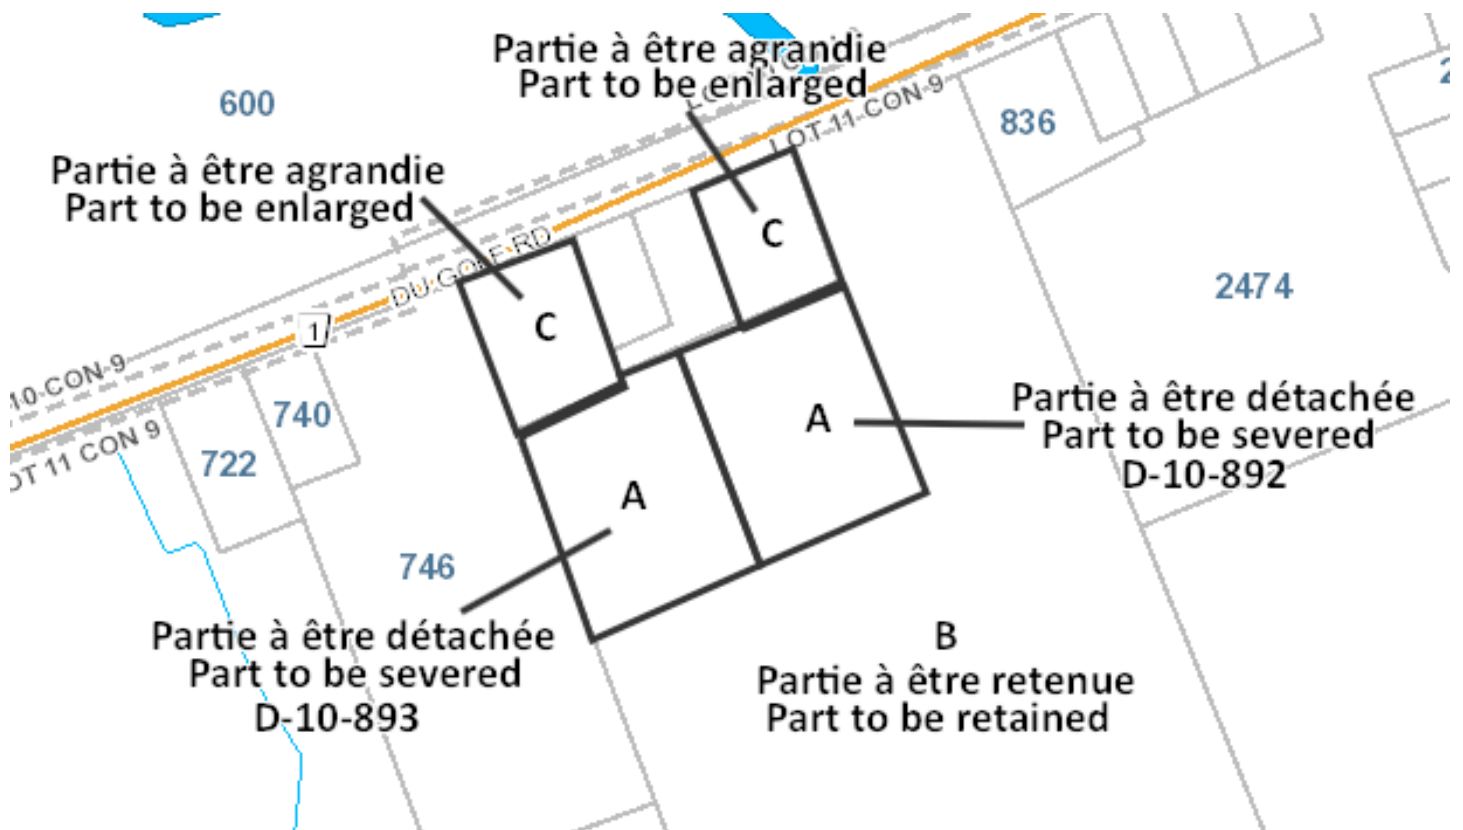 Partie à être agrandie
Part to be enlarged
600
LOT 11 CON 9
836
2
Partie à être agrandie
Part to be enlarged
C
DU GOLF RD
C
2474
1
10 CON 9
740
722
LOT 11 CON 9
A
Partie à être détachée
Part to be severed
D-10-892
A
746
Partie à être détachée
Part to be severed
D-10-893
B
Partie à être retenue
Part to be retained